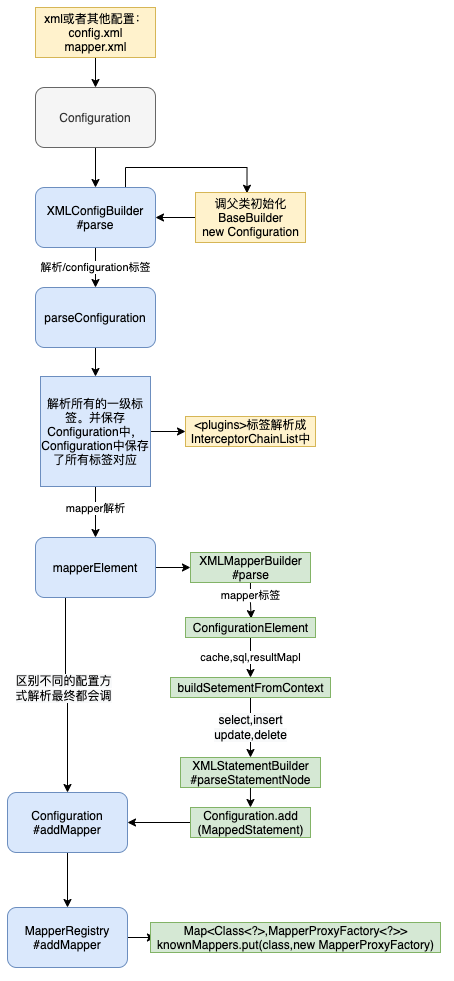 xml或者其他配置：
config.xml
mapper.xml
Configuration
XMLConfigBuilder
#parse
调父类初始化
BaseBuilder
new Configuration
解析/configuration标签
parseConfiguration
解析所有的一级标
签。并保存
Configuration中，
Configuration中保存
了所有标签对应
<plugins>标签解析成
InterceptorChainList中
mapper解析
mapperElement
XMLMapperBuilder
#parse
mapper标签
ConfigurationElement
cache,sql,resultMapl
buildSetementFromContext
select,insert
update,delete
XMLStatementBuilder
#parseStatementNode
区别不同的配置方
式解析最终都会调
Configuration
#addMapper
Configuration.add
(MappedStatement)
MapperRegistry
#addMapper
Map<Class<?>,MapperProxyFactory<?>>
knownMappers.put(class,new MapperProxyFactory)